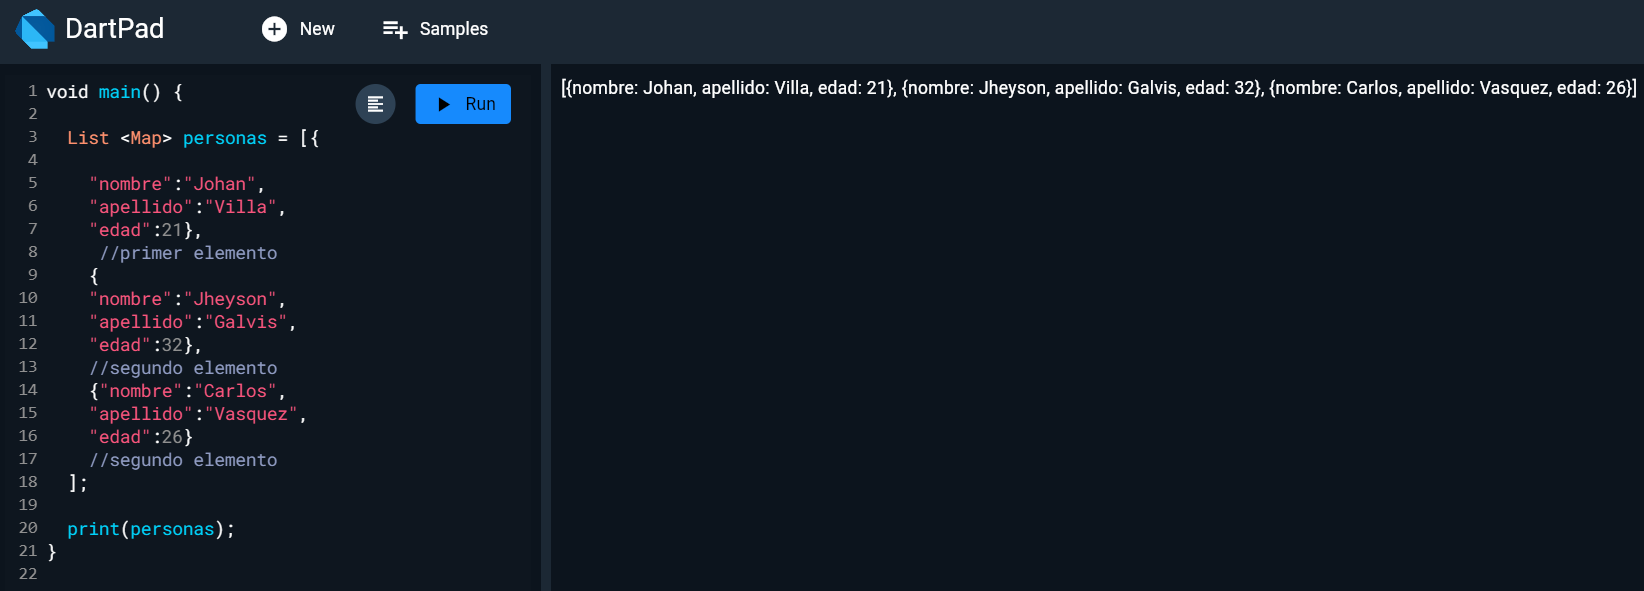 DartPad New Samples
Run
1 void main() {
2
3 List <Map> personas = [{
4
5 "nombre":"Johan",
6 "apellido":"Villa",
7 "edad":21},
8 //primer elemento
9 {
10 "nombre":"Jheyson",
11 "apellido":"Galvis",
12 "edad":32},
13 //segundo elemento
14 {"nombre":"Carlos",
15 "apellido":"Vasquez",
16 "edad":26}
17 //segundo elemento
18 ];
19
20 print(personas);
21 }
22
[{nombre: Johan, apellido: Villa, edad: 21}, {nombre: Jheyson, apellido: Galvis, edad: 32}, {nombre: Carlos, apellido: Vasquez, edad: 26}]